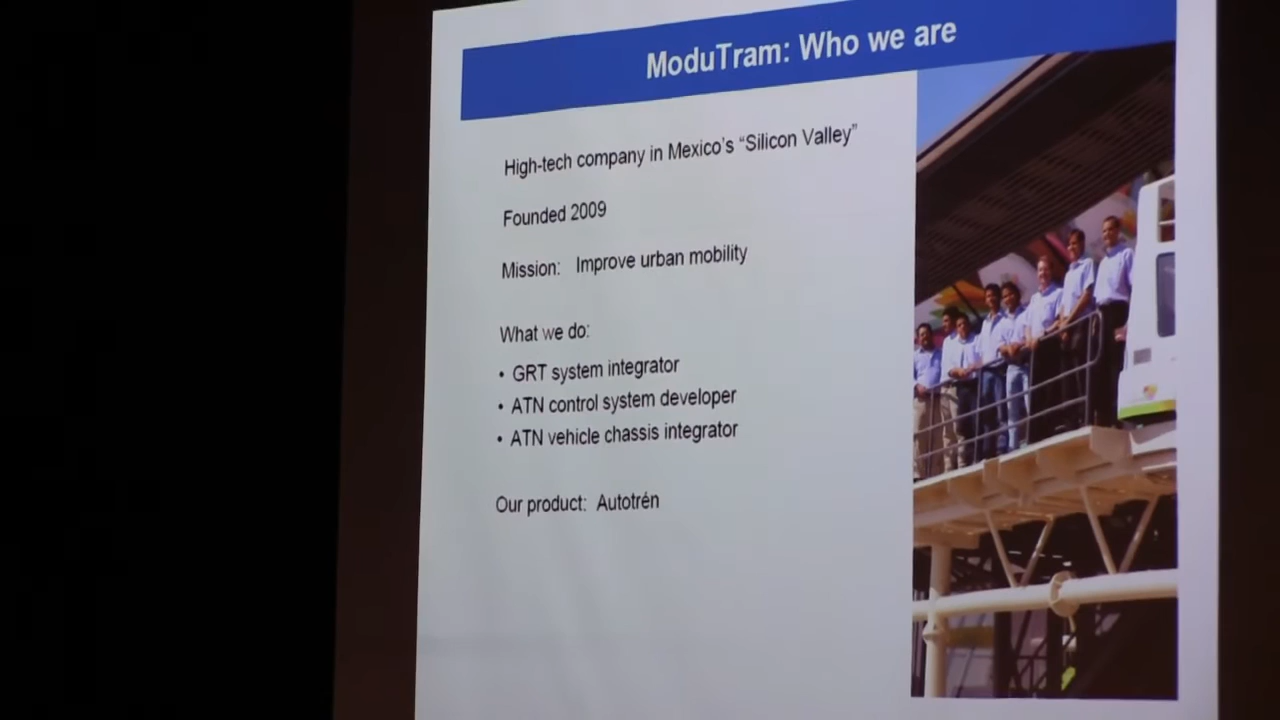 ModuTram: Who we are
High-tech company in Mexico's “Silicon Valley”
Founded 2009
Mission: Improve urban mobility
What we do:
• GRT system integrator
• ATN control system developer
• ATN vehicle chassis integrator
Our product: Autotrén